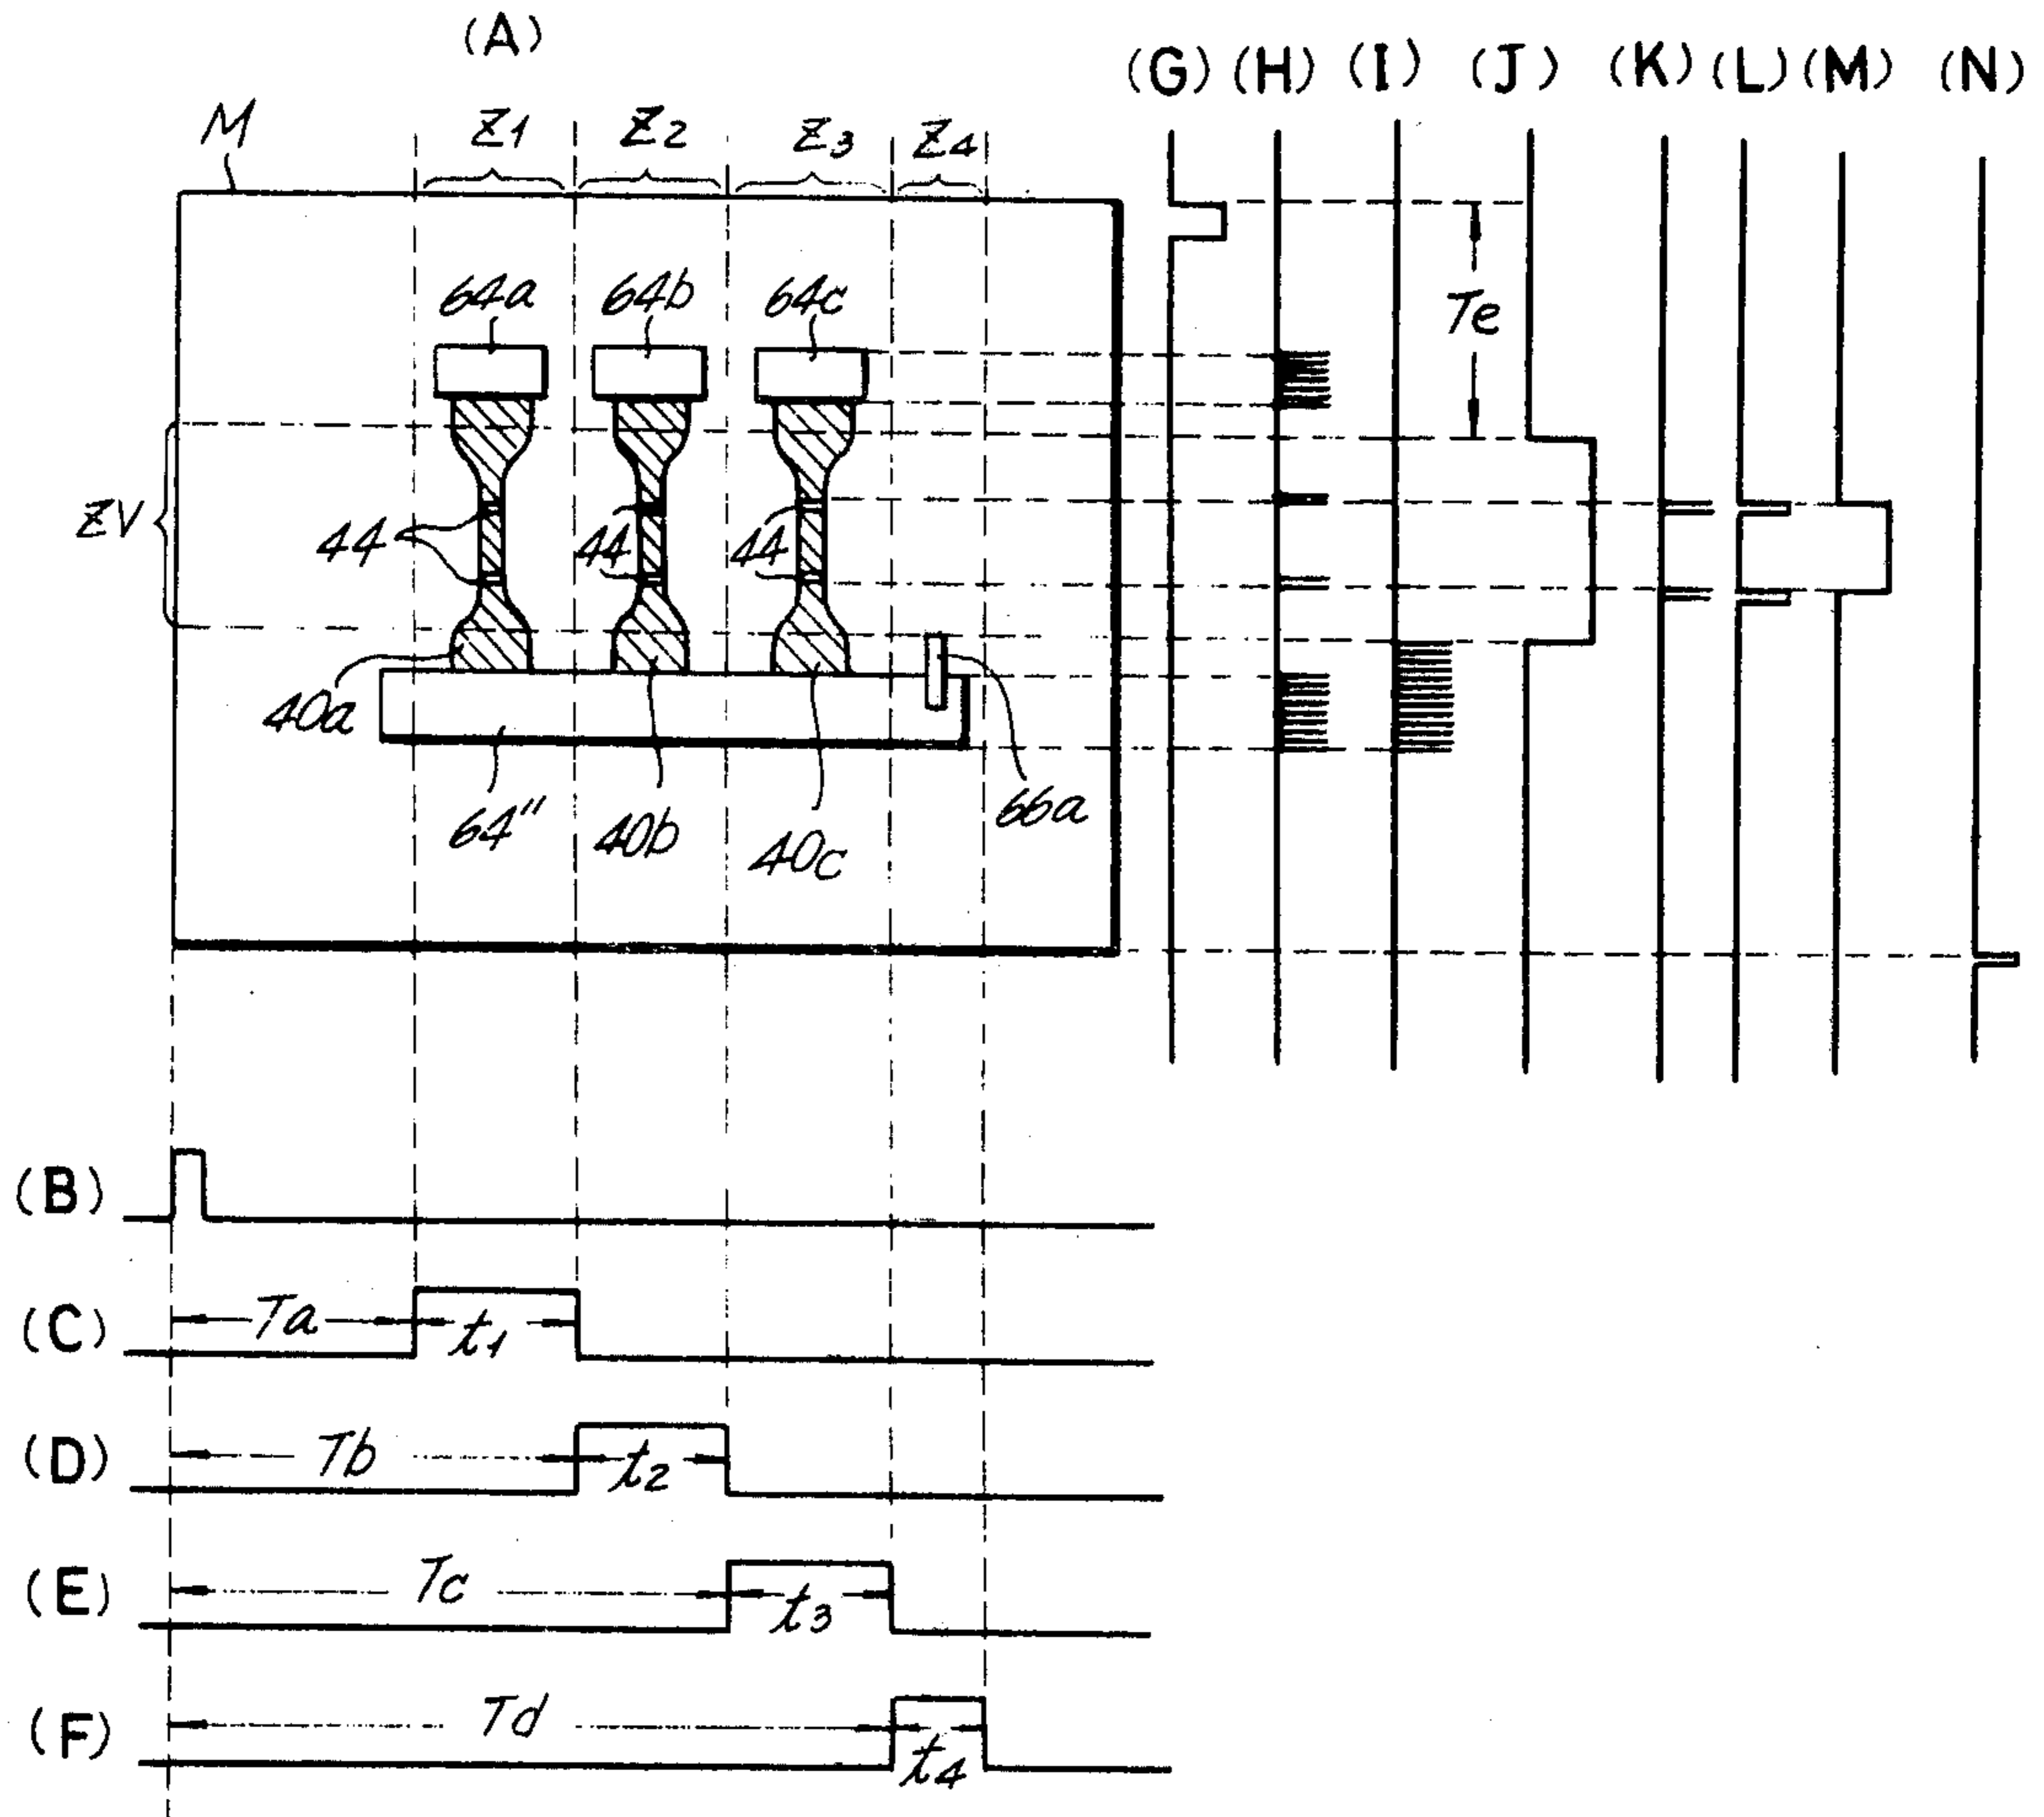 (A)
(G) (H) (I) (J) (K) (L) (M) (N)
M Z1 Z2 Z3 Z4
64a 64b 64c
Te
ZV
44 44 44
40a
64" 40b 40c 66a
(B)
(C) Ta t1
(D) Tb t2
(E) Tc t3
(F) Td t4